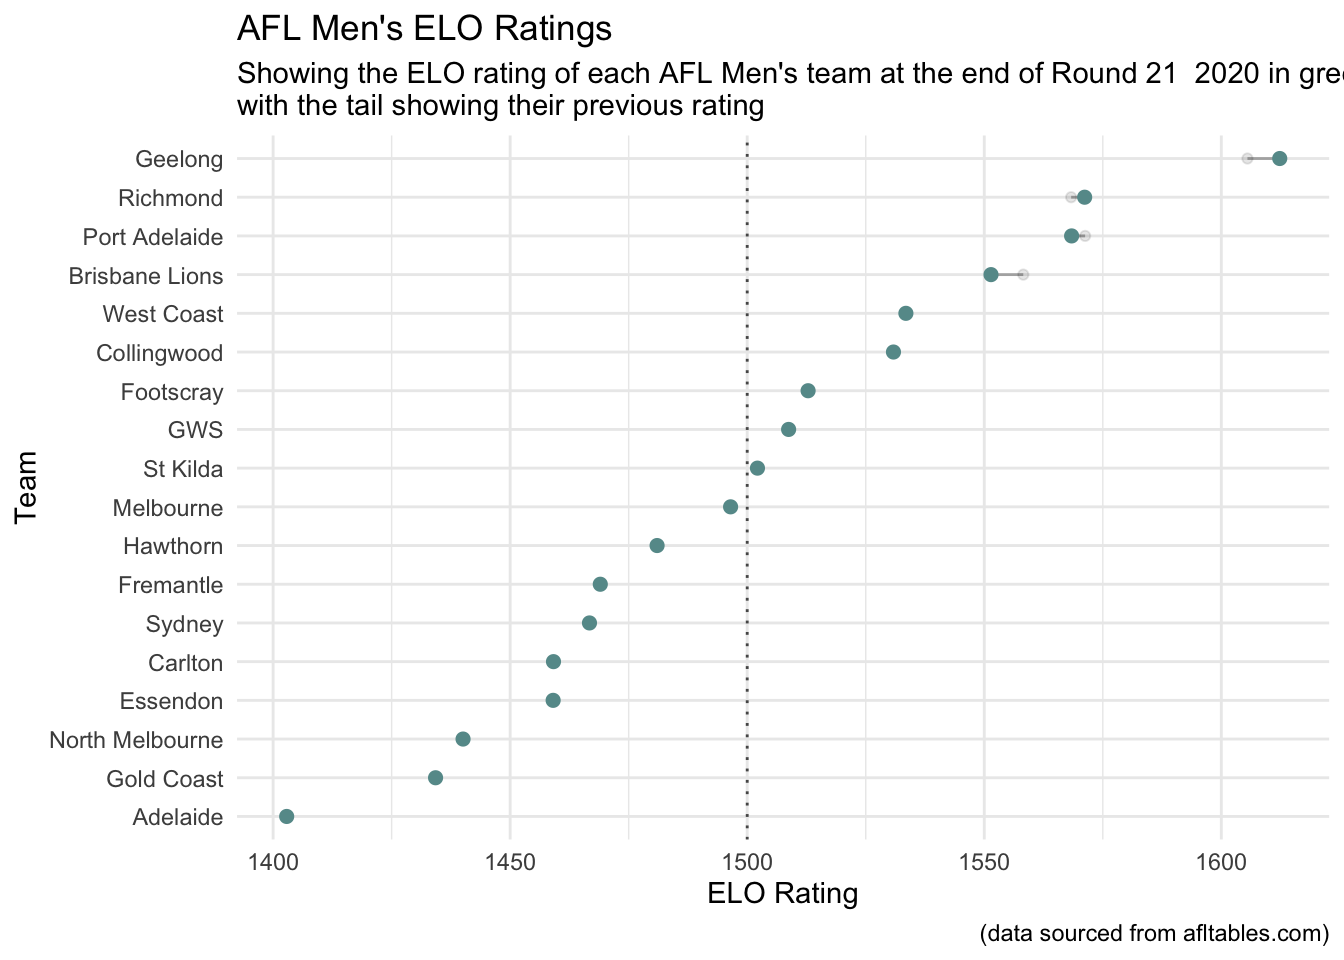 AFL Men's ELO Ratings
Showing the ELO rating of each AFL Men's team at the end of Round 21  2020 in gree
with the tail showing their previous rating
Geelong
Richmond
Port Adelaide
Brisbane Lions
West Coast
Collingwood
Footscray
GWS
St Kilda
Melbourne
Hawthorn
Fremantle
Sydney
Carlton
Essendon
North Melbourne
Gold Coast
Adelaide
Team
1400 1450 1500 1550 1600
ELO Rating
(data sourced from afltables.com)